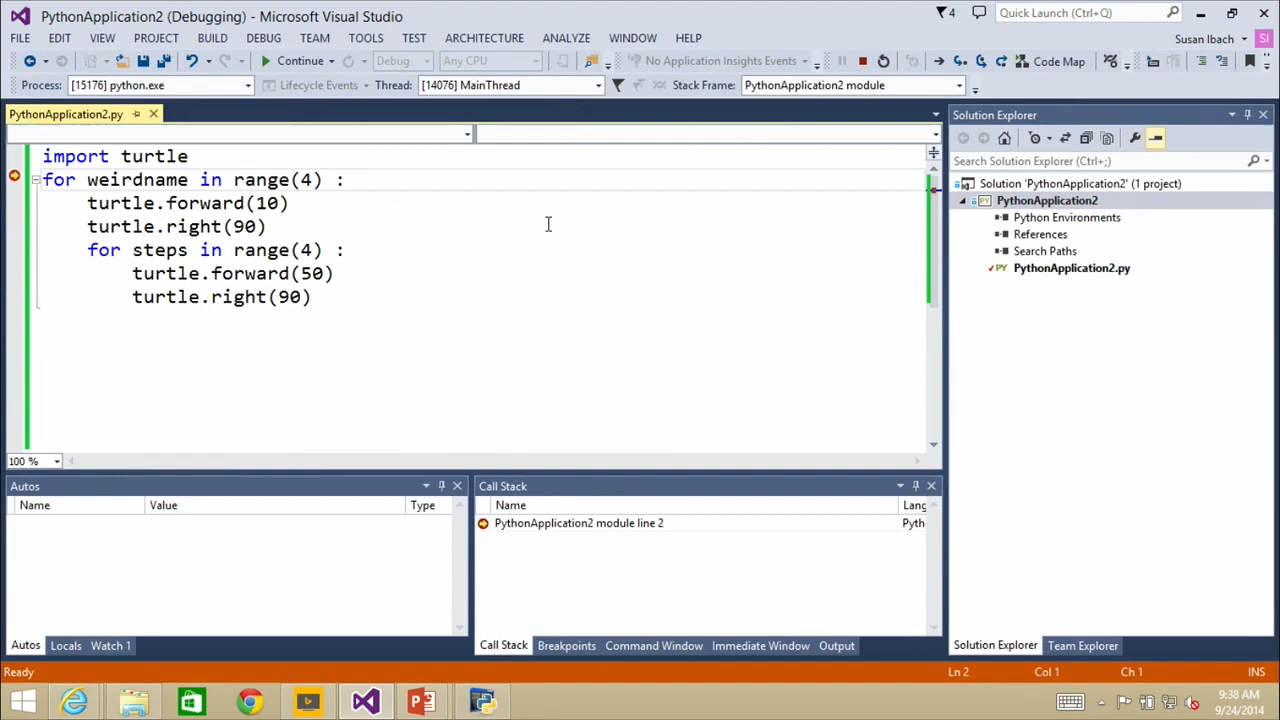 PythonApplication2 (Debugging) - Microsoft Visual Studio
4
Quick Launch (Ctrl+Q)
FILE EDIT VIEW PROJECT BUILD DEBUG TEAM TOOLS TEST ARCHITECTURE ANALYZE WINDOW HELP
Susan Ibach SI
Continue Debug Any CPU No Application Insights Events Code Map
Process: [15176] python.exe Lifecycle Events Thread: [14076] MainThread Stack Frame: PythonApplication2 module
PythonApplication2.py
import turtle
for weirdname in range(4) :
turtle.forward(10)
turtle.right(90)
for steps in range(4) :
turtle.forward(50)
turtle.right(90)
100 %
Solution Explorer
Search Solution Explorer (Ctrl+;)
Solution 'PythonApplication2' (1 project)
PythonApplication2
Python Environments
References
Search Paths
PY PythonApplication2.py
Autos
Name Value Type
Autos Locals Watch 1
Call Stack
Name Lang
PythonApplication2 module line 2 Pyth
Call Stack Breakpoints Command Window Immediate Window Output
Solution Explorer Team Explorer
Ready Ln 2 Col 1 Ch 1 INS
9:38 AM
9/24/2014